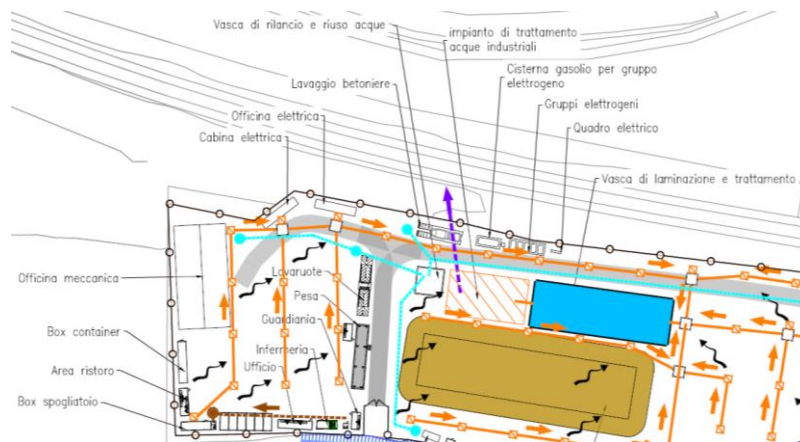 Vasca di rilancio e riuso acque
impianto di trattamento
acque industriali
Lavaggio betoniere
Cisterna gasolio per gruppo
elettrogeno
Gruppi elettrogeni
Officina elettrica
Quadro elettrico
Cabina elettrica
Vasca di laminazione e trattamento
Officina meccanica
Lavaruote
Pesa
Guardiania
Box container
Infermeria
Ufficio
Area ristoro
Box spogliatoio